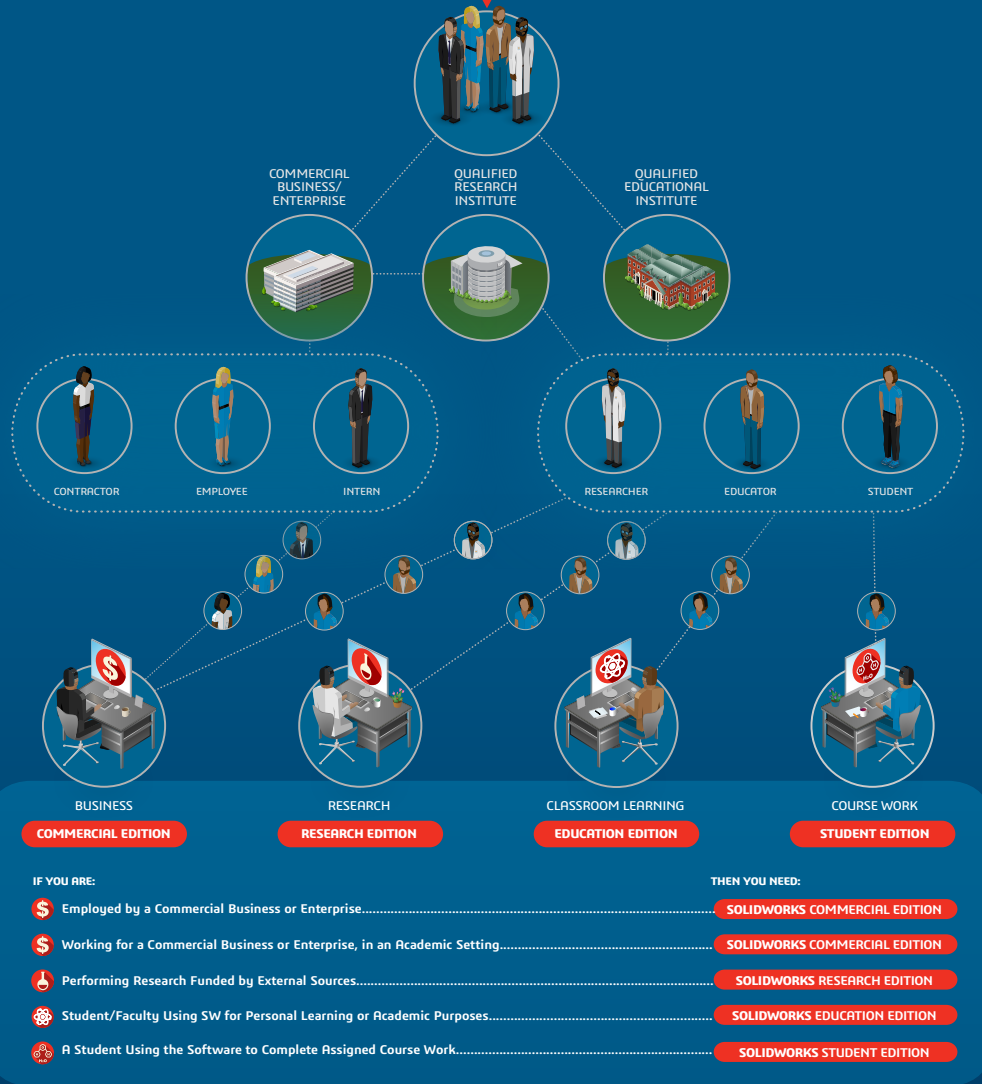 COMMERCIAL
BUSINESS/
ENTERPRISE
QUALIFIED
RESEARCH
INSTITUTE
QUALIFIED
EDUCATIONAL
INSTITUTE
CONTRACTOR
EMPLOYEE
INTERN
RESEARCHER
EDUCATOR
STUDENT
$
H₂O
BUSINESS
RESEARCH
CLASSROOM LEARNING
COURSE WORK
COMMERCIAL EDITION
RESEARCH EDITION
EDUCATION EDITION
STUDENT EDITION
IF YOU ARE: THEN YOU NEED:
$ Employed by a Commercial Business or Enterprise SOLIDWORKS COMMERCIAL EDITION
$ Working for a Commercial Business or Enterprise, in an Academic Setting SOLIDWORKS COMMERCIAL EDITION
Performing Research Funded by External Sources SOLIDWORKS RESEARCH EDITION
Student/Faculty Using SW for Personal Learning or Academic Purposes SOLIDWORKS EDUCATION EDITION
H₂O A Student Using the Software to Complete Assigned Course Work SOLIDWORKS STUDENT EDITION